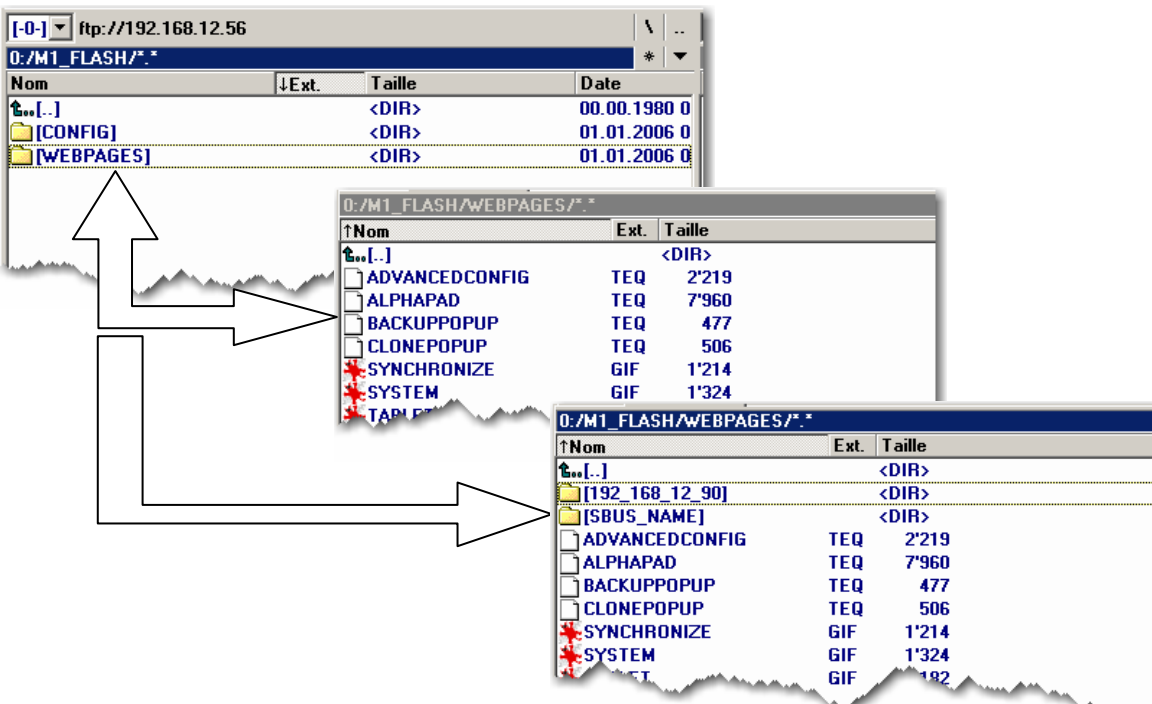 [-0-] ftp://192.168.12.56 \ ..
0:/M1_FLASH/*.* * ▼
Nom ↓Ext. Taille Date
[..] <DIR> 00.00.1980 0
[CONFIG] <DIR> 01.01.2006 0
[WEBPAGES] <DIR> 01.01.2006 0
0:/M1_FLASH/WEBPAGES/*.*
↑Nom Ext. Taille
[..] <DIR>
ADVANCEDCONFIG TEQ 2'219
ALPHAPAD TEQ 7'960
BACKUPPOPUP TEQ 477
CLONEPOPUP TEQ 506
SYNCHRONIZE GIF 1'214
SYSTEM GIF 1'324
0:/M1_FLASH/WEBPAGES/*.*
↑Nom Ext. Taille
[..] <DIR>
[192_168_12_90] <DIR>
[SBUS_NAME] <DIR>
ADVANCEDCONFIG TEQ 2'219
ALPHAPAD TEQ 7'960
BACKUPPOPUP TEQ 477
CLONEPOPUP TEQ 506
SYNCHRONIZE GIF 1'214
SYSTEM GIF 1'324
GIF